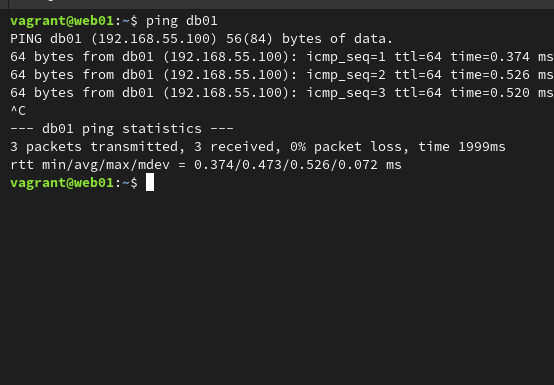 vagrant@web01:~$ ping db01
PING db01 (192.168.55.100) 56(84) bytes of data.
64 bytes from db01 (192.168.55.100): icmp_seq=1 ttl=64 time=0.374 ms
64 bytes from db01 (192.168.55.100): icmp_seq=2 ttl=64 time=0.526 ms
64 bytes from db01 (192.168.55.100): icmp_seq=3 ttl=64 time=0.520 ms
^C
--- db01 ping statistics ---
3 packets transmitted, 3 received, 0% packet loss, time 1999ms
rtt min/avg/max/mdev = 0.374/0.473/0.526/0.072 ms
vagrant@web01:~$